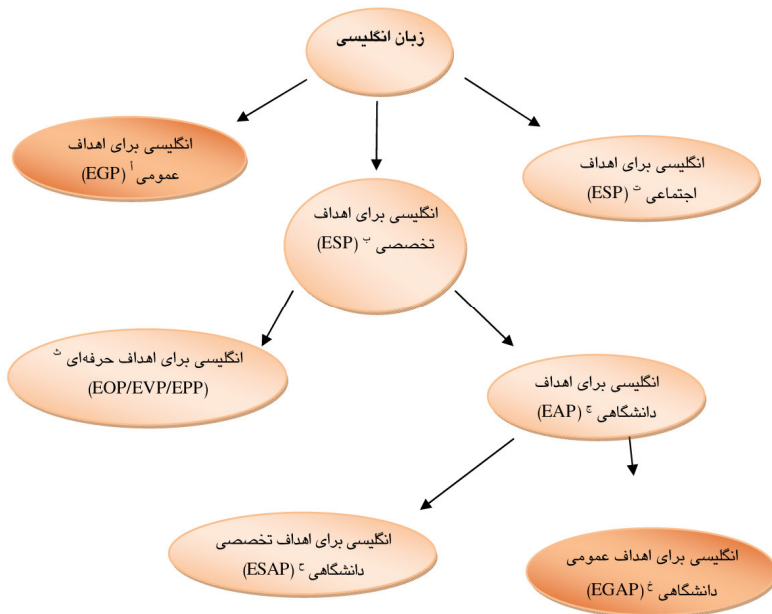 زبان انگلیسی
انگلیسی برای اهداف
عمومی أ (EGP)
انگلیسی برای اهداف
تخصصی ب (ESP)
انگلیسی برای اهداف
اجتماعی ت (ESP)
انگلیسی برای اهداف حرفه‌ای ث
(EOP/EVP/EPP)
انگلیسی برای اهداف
دانشگاهی ج (EAP)
انگلیسی برای اهداف تخصصی
دانشگاهی ح (ESAP)
انگلیسی برای اهداف عمومی
دانشگاهی خ (EGAP)